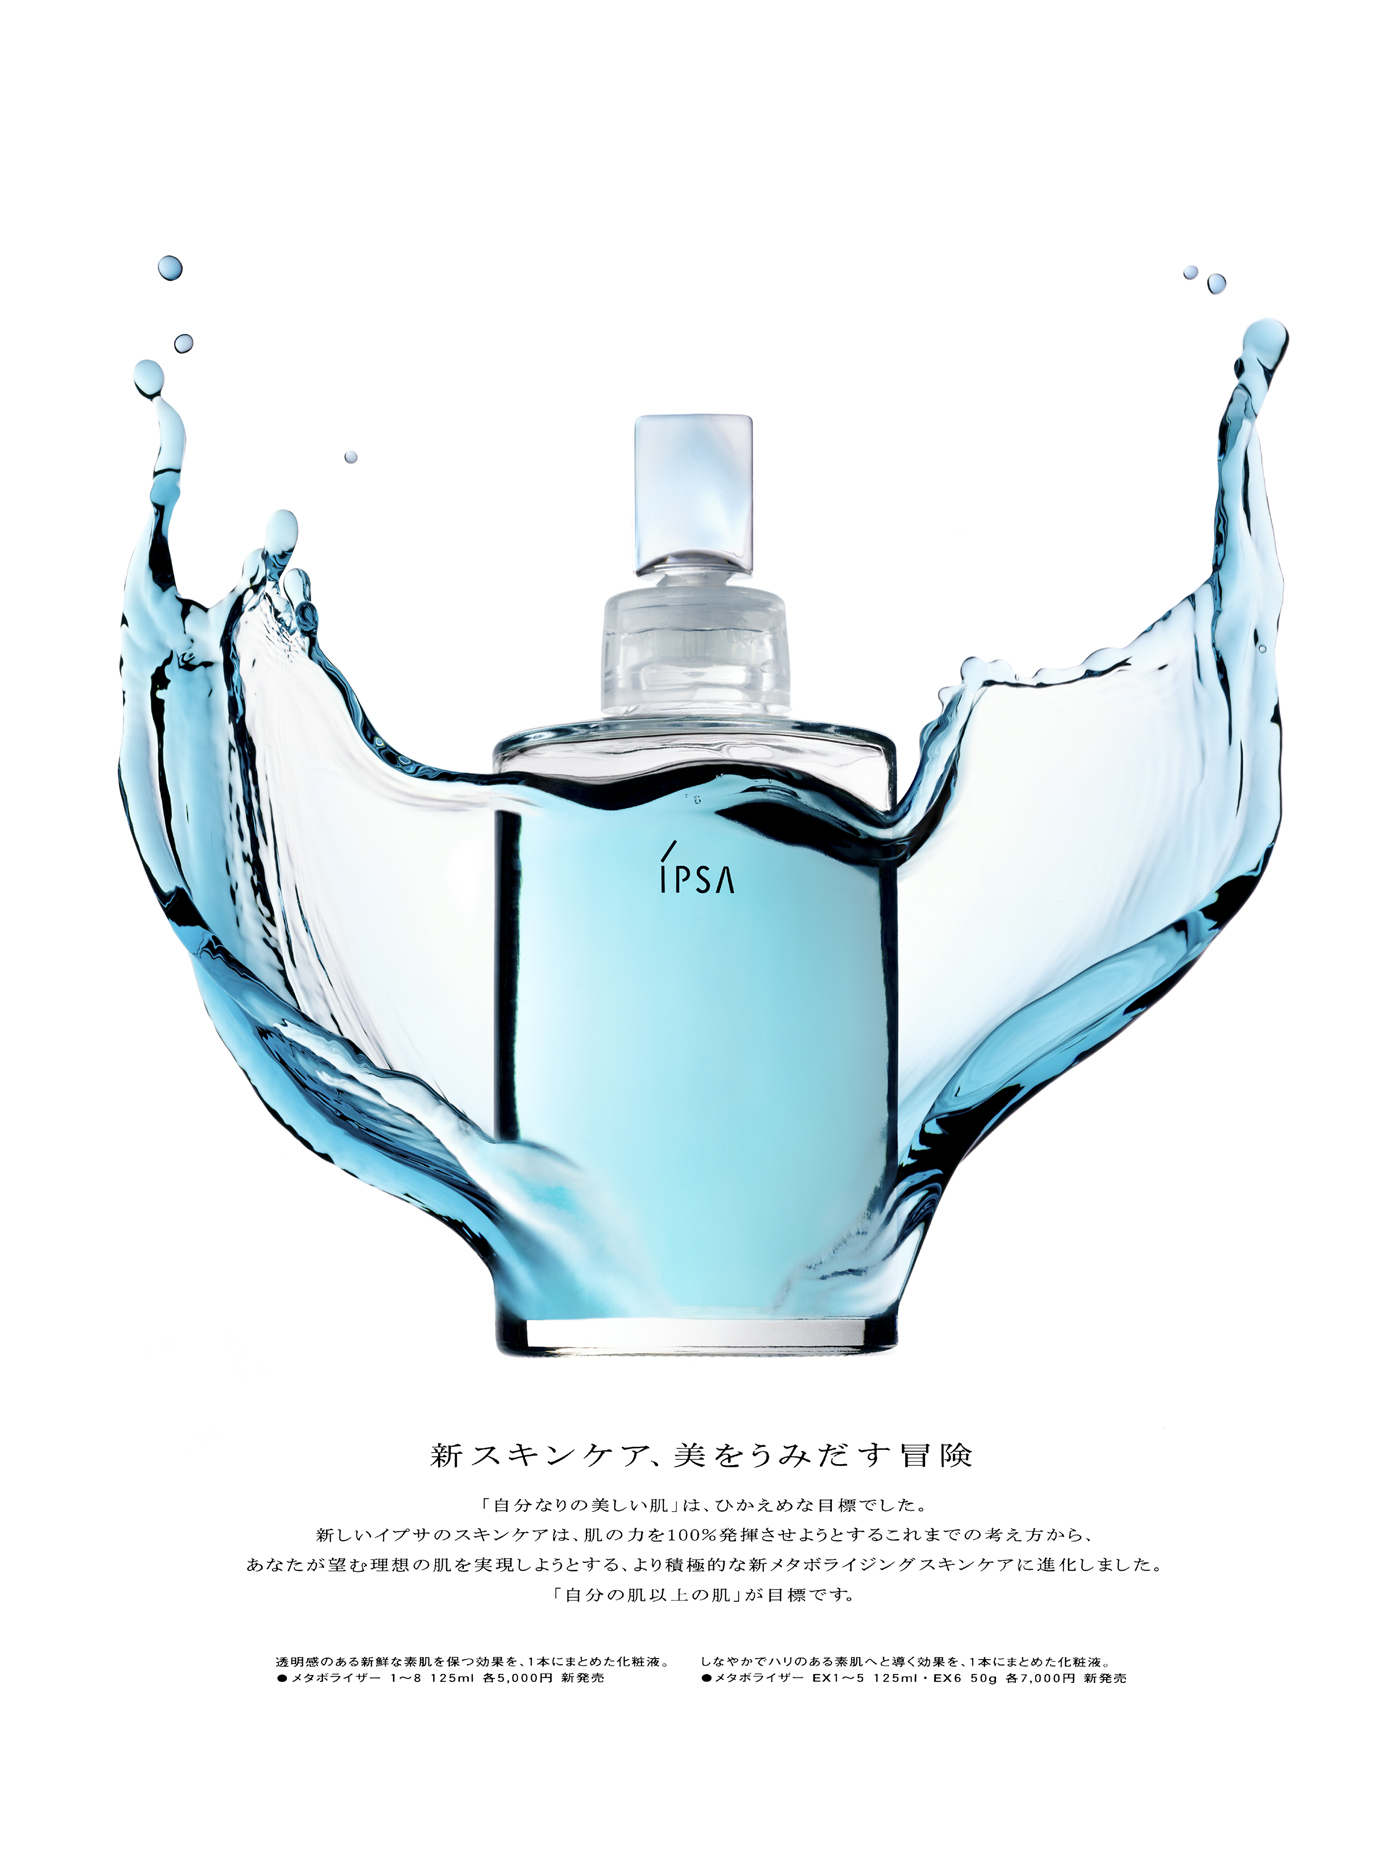 ÍPSA
新スキンケア、美をうみだす冒険
「自分なりの美しい肌」は、ひかえめな目標でした。
新しいイプサのスキンケアは、肌の力を100%発揮させようとするこれまでの考え方から、
あなたが望む理想の肌を実現しようとする、より積極的な新メタボライジングスキンケアに進化しました。
「自分の肌以上の肌」が目標です。
透明感のある新鮮な素肌を保つ効果を、1本にまとめた化粧液。
●メタボライザー 1〜8 125ml 各5,000円 新発売
しなやかでハリのある素肌へと導く効果を、1本にまとめた化粧液。
●メタボライザー EX1〜5 125ml・EX6 50g 各7,000円 新発売